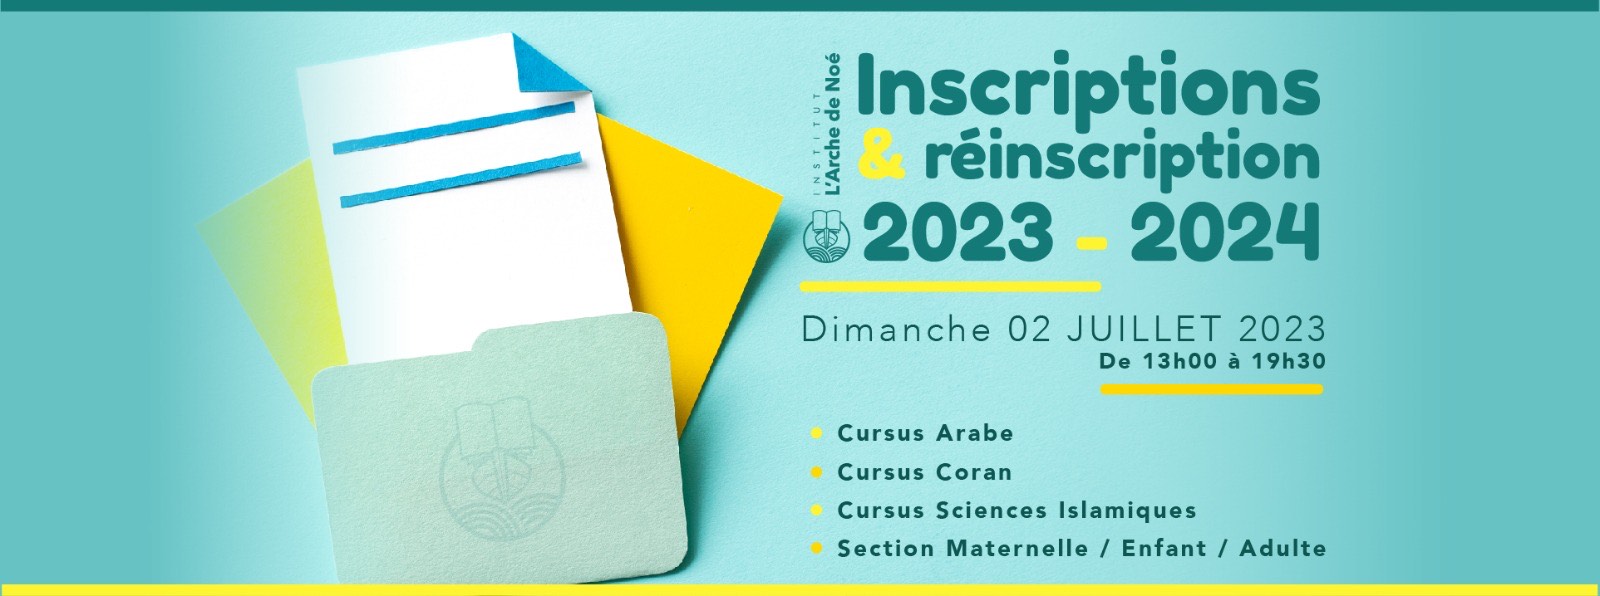 INSTITUT
L'Arche de Noé
Inscriptions
& réinscription
2023 - 2024
Dimanche 02 JUILLET 2023
De 13h00 à 19h30
Cursus Arabe
Cursus Coran
Cursus Sciences Islamiques
Section Maternelle / Enfant / Adulte